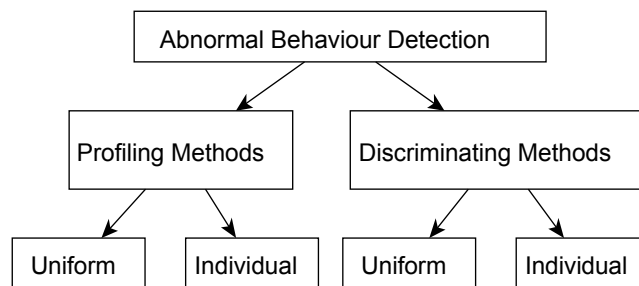 Abnormal Behaviour Detection
Profiling Methods
Discriminating Methods
Uniform
Individual
Uniform
Individual